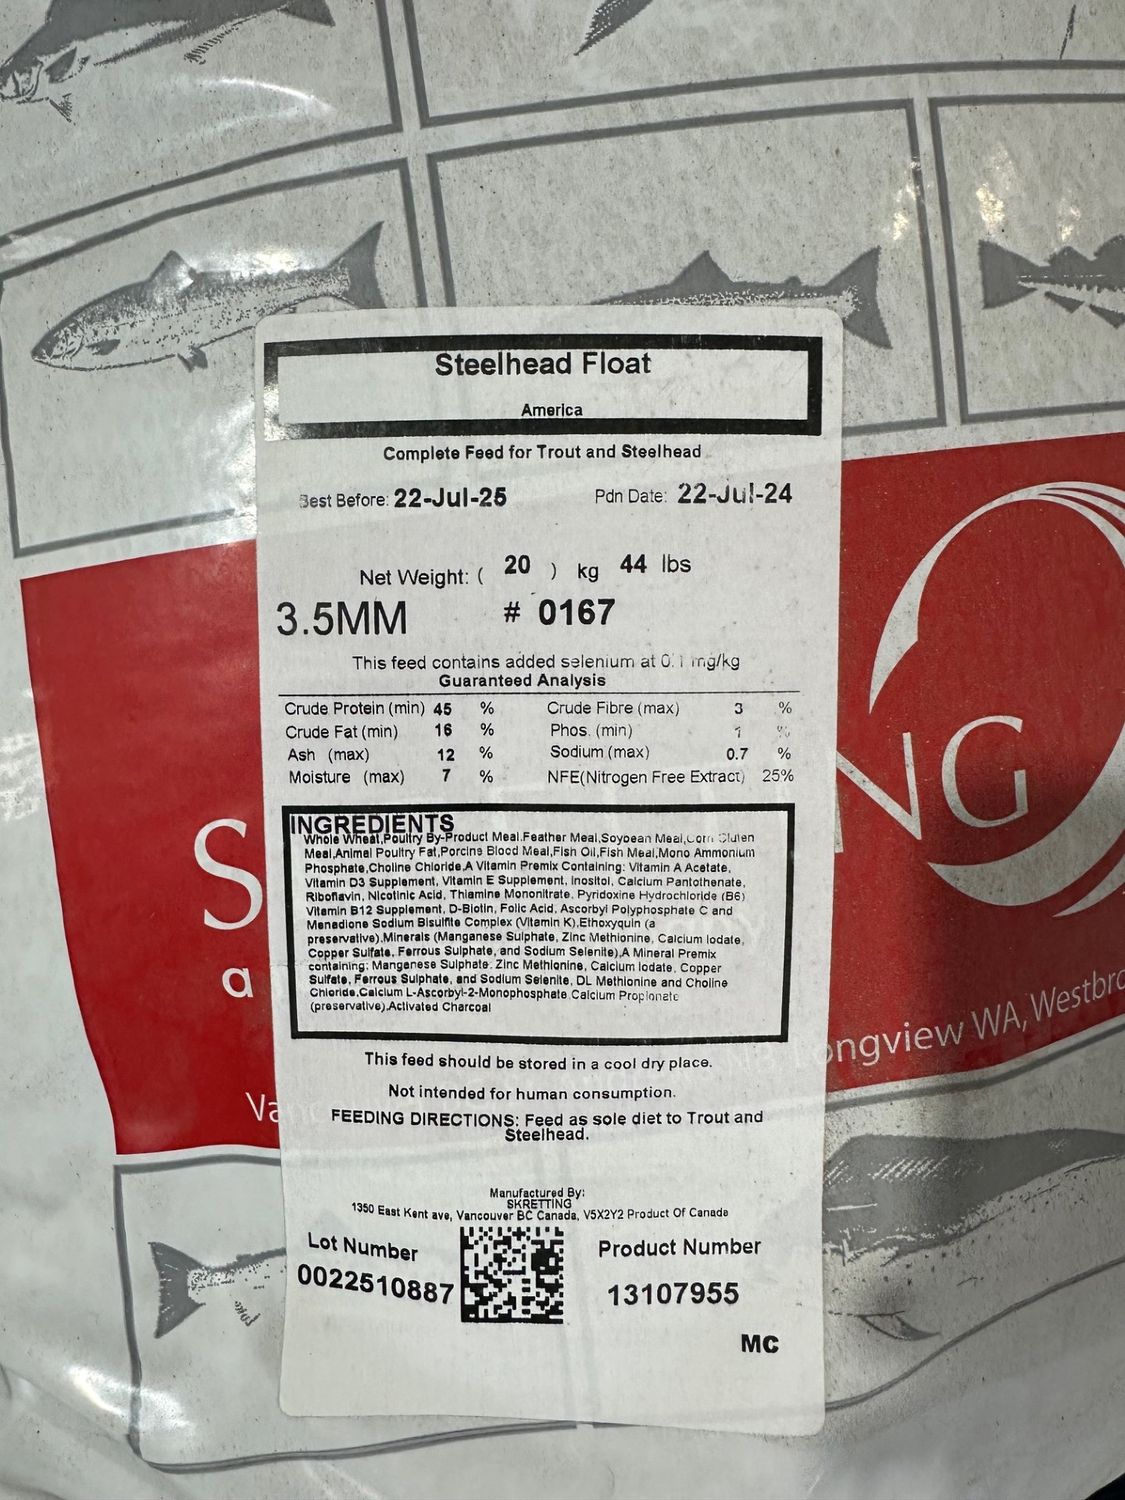 Steelhead Float
America
Complete Feed for Trout and Steelhead
Best Before: 22-Jul-25 Pdn Date: 22-Jul-24
Net Weight: ( 20 ) kg 44 lbs
3.5MM # 0167
This feed contains added selenium at 0.1 mg/kg
Guaranteed Analysis
Crude Protein (min) 45 % Crude Fibre (max) 3 %
Crude Fat (min) 16 % Phos. (min) 1 %
Ash (max) 12 % Sodium (max) 0.7 %
Moisture (max) 7 % NFE(Nitrogen Free Extract) 25%
INGREDIENTS
Whole Wheat,Poultry By-Product Meal,Feather Meal,Soybean Meal,Corn Gluten
Meal,Animal Poultry Fat,Porcine Blood Meal,Fish Oil,Fish Meal,Mono Ammonium
Phosphate,Choline Chloride,A Vitamin Premix Containing: Vitamin A Acetate,
Vitamin D3 Supplement, Vitamin E Supplement, Inositol, Calcium Pantothenate,
Riboflavin, Nicotinic Acid, Thiamine Mononitrate, Pyridoxine Hydrochloride (B6)
Vitamin B12 Supplement, D-Biotin, Folic Acid, Ascorbyl Polyphosphate C and
Menadione Sodium Bisulfite Complex (Vitamin K),Ethoxyquin (a
preservative),Minerals (Manganese Sulphate, Zinc Methionine, Calcium Iodate,
Copper Sulfate, Ferrous Sulphate, and Sodium Selenite),A Mineral Premix
containing: Manganese Sulphate, Zinc Methionine, Calcium Iodate, Copper
Sulfate, Ferrous Sulphate, and Sodium Selenite, DL Methionine and Choline
Chloride,Calcium L-Ascorbyl-2-Monophosphate,Calcium Propionate
(preservative),Activated Charcoal
This feed should be stored in a cool dry place.
Not intended for human consumption.
FEEDING DIRECTIONS: Feed as sole diet to Trout and
Steelhead.
Manufactured By:
SKRETTING
1350 East Kent ave, Vancouver BC Canada, V5X2Y2 Product Of Canada
Lot Number Product Number
0022510887 13107955
MC
S NG
a
Va ongview WA, Westbro